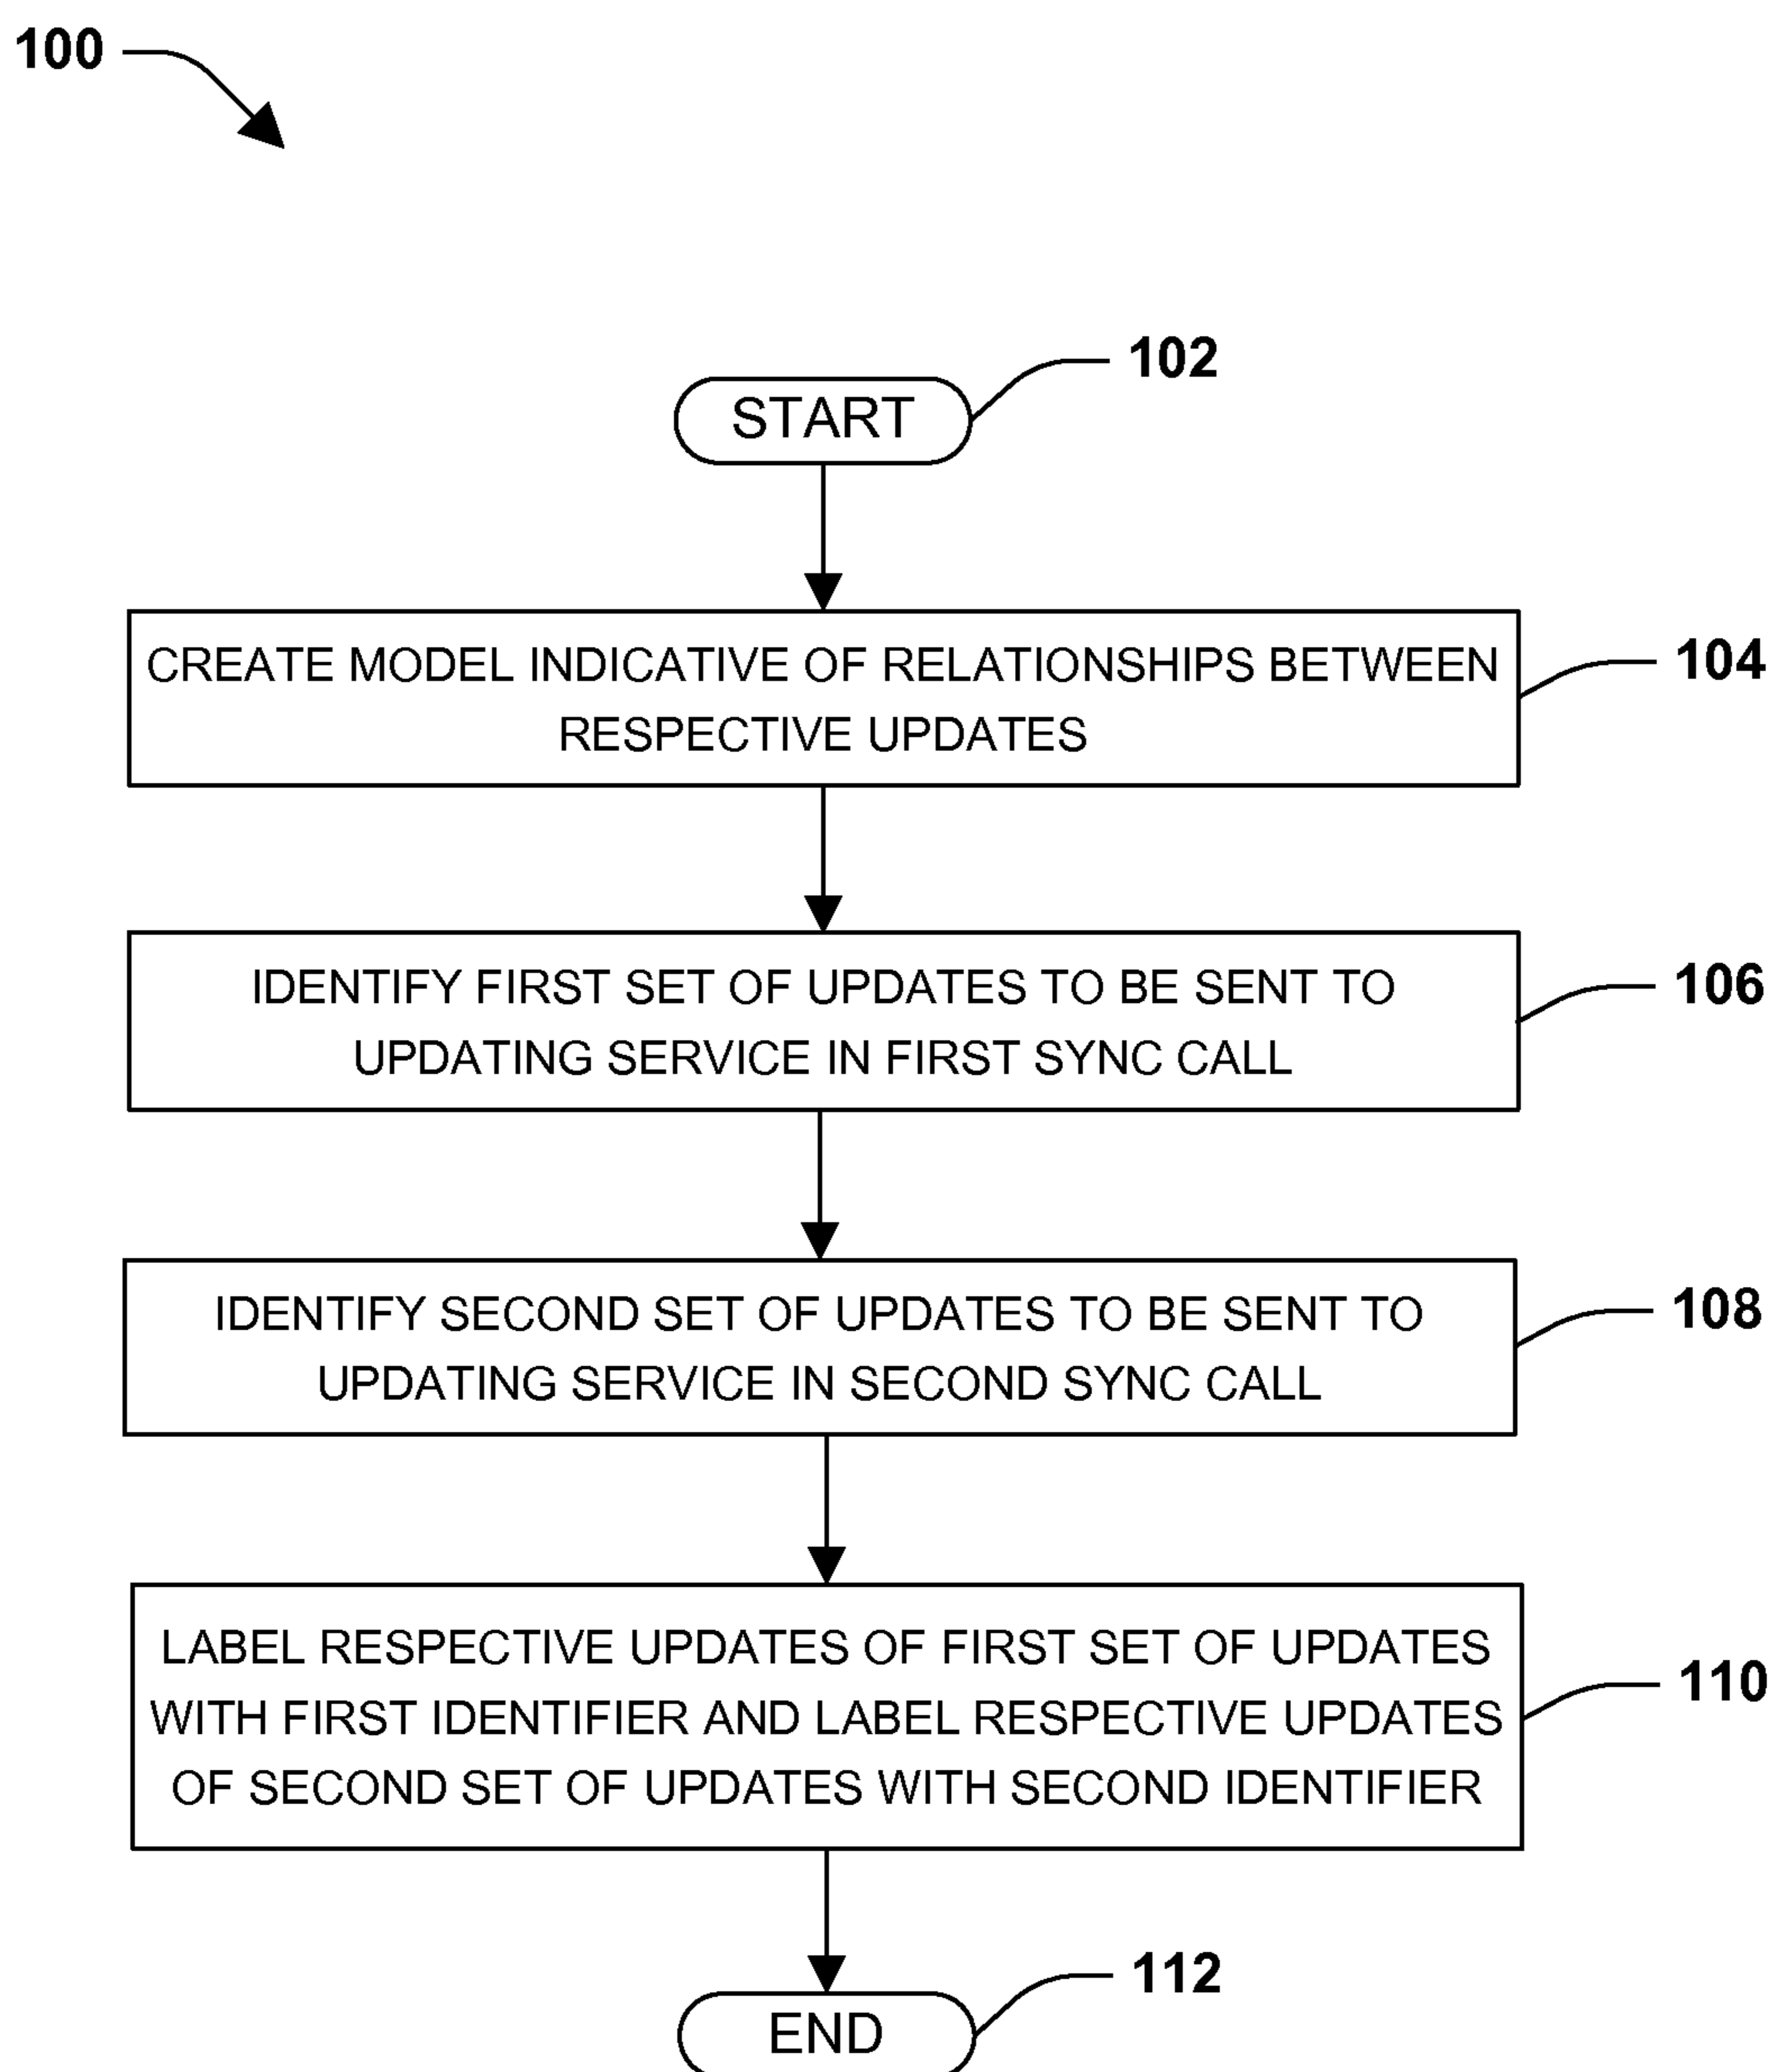 100
102
START
CREATE MODEL INDICATIVE OF RELATIONSHIPS BETWEEN
RESPECTIVE UPDATES
104
IDENTIFY FIRST SET OF UPDATES TO BE SENT TO
UPDATING SERVICE IN FIRST SYNC CALL
106
IDENTIFY SECOND SET OF UPDATES TO BE SENT TO
UPDATING SERVICE IN SECOND SYNC CALL
108
LABEL RESPECTIVE UPDATES OF FIRST SET OF UPDATES
WITH FIRST IDENTIFIER AND LABEL RESPECTIVE UPDATES
OF SECOND SET OF UPDATES WITH SECOND IDENTIFIER
110
112
END